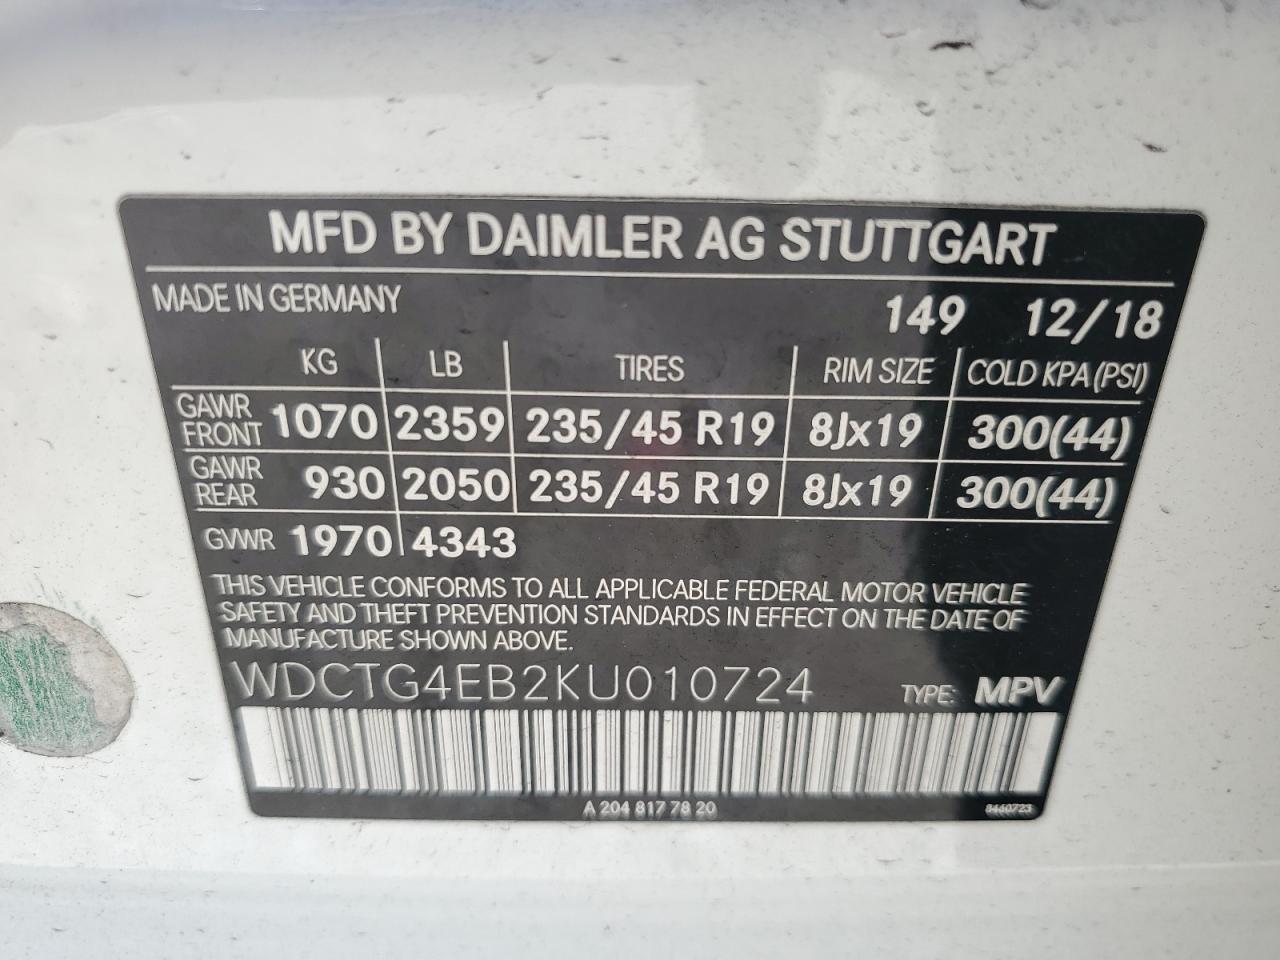 MFD BY DAIMLER AG STUTTGART
MADE IN GERMANY 149 12/18
KG LB TIRES RIM SIZE COLD KPA (PSI)
GAWR FRONT 1070 2359 235/45 R19 8Jx19 300(44)
GAWR REAR 930 2050 235/45 R19 8Jx19 300(44)
GVWR 1970 4343
THIS VEHICLE CONFORMS TO ALL APPLICABLE FEDERAL MOTOR VEHICLE
SAFETY AND THEFT PREVENTION STANDARDS IN EFFECT ON THE DATE OF
MANUFACTURE SHOWN ABOVE.
WDCTG4EB2KU010724 TYPE: MPV
A 204 817 78 20 8460723